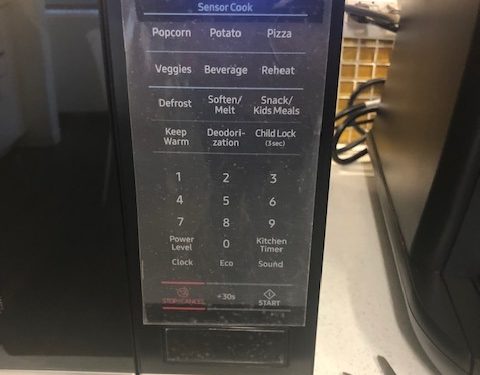 Sensor Cook
Popcorn Potato Pizza
Veggies Beverage Reheat
Defrost Soften/ Melt Snack/ Kids Meals
Keep Warm Deodori- zation Child Lock (3sec)
1 2 3
4 5 6
7 8 9
Power Level 0 Kitchen Timer
Clock Eco Sound
STOP/CANCEL +30s START